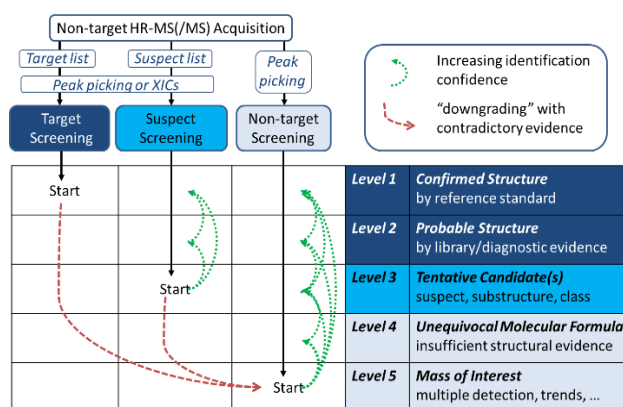 Non-target HR-MS(/MS) Acquisition
Target list
Suspect list
Peak picking
Peak picking or XICs
Target Screening
Suspect Screening
Non-target Screening
Increasing identification
confidence
"downgrading" with
contradictory evidence
Start
Start
Start
Level 1 Confirmed Structure
by reference standard
Level 2 Probable Structure
by library/diagnostic evidence
Level 3 Tentative Candidate(s)
suspect, substructure, class
Level 4 Unequivocal Molecular Formula
insufficient structural evidence
Level 5 Mass of Interest
multiple detection, trends, ...